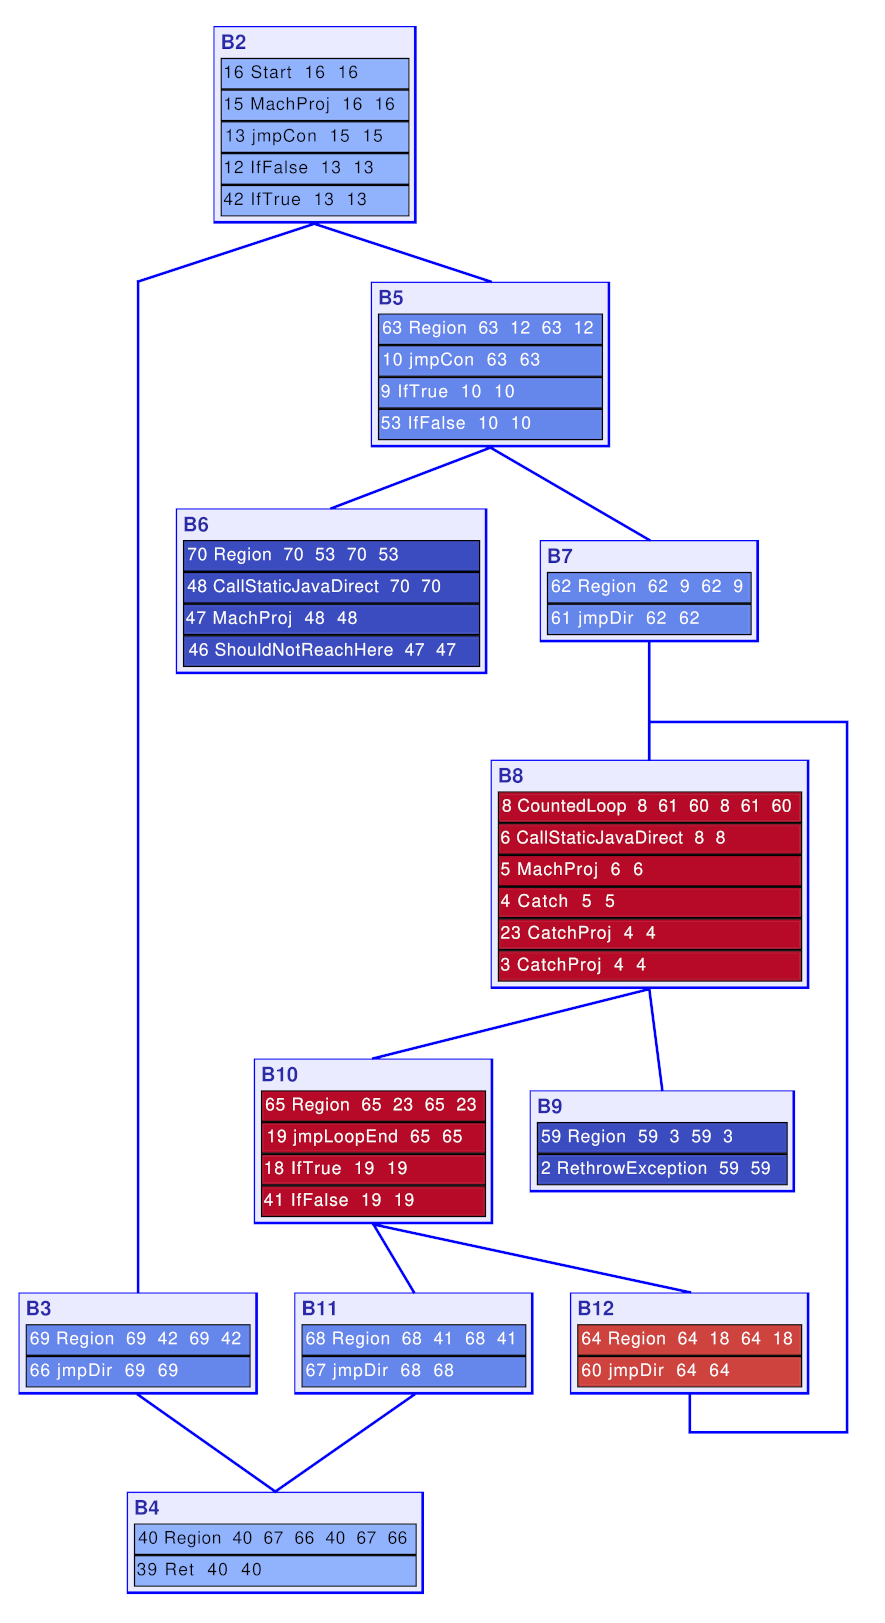 B2
16 Start 16 16
15 MachProj 16 16
13 jmpCon 15 15
12 IfFalse 13 13
42 IfTrue 13 13
B5
63 Region 63 12 63 12
10 jmpCon 63 63
9 IfTrue 10 10
53 IfFalse 10 10
B6
70 Region 70 53 70 53
48 CallStaticJavaDirect 70 70
47 MachProj 48 48
46 ShouldNotReachHere 47 47
B7
62 Region 62 9 62 9
61 jmpDir 62 62
B8
8 CountedLoop 8 61 60 8 61 60
6 CallStaticJavaDirect 8 8
5 MachProj 6 6
4 Catch 5 5
23 CatchProj 4 4
3 CatchProj 4 4
B10
65 Region 65 23 65 23
19 jmpLoopEnd 65 65
18 IfTrue 19 19
41 IfFalse 19 19
B9
59 Region 59 3 59 3
2 RethrowException 59 59
B3
69 Region 69 42 69 42
66 jmpDir 69 69
B11
68 Region 68 41 68 41
67 jmpDir 68 68
B12
64 Region 64 18 64 18
60 jmpDir 64 64
B4
40 Region 40 67 66 40 67 66
39 Ret 40 40